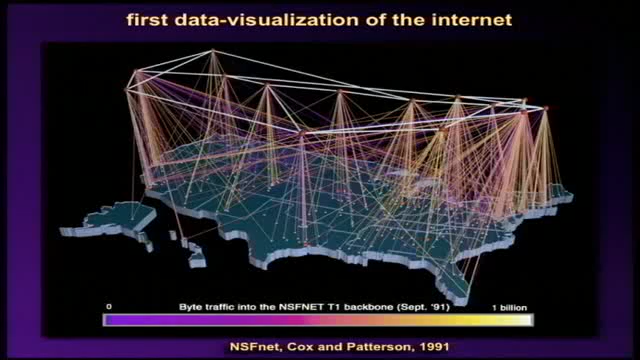 first data-visualization of the internet
0 Byte traffic into the NSFNET T1 backbone (Sept. '91) 1 billion
NSFnet, Cox and Patterson, 1991